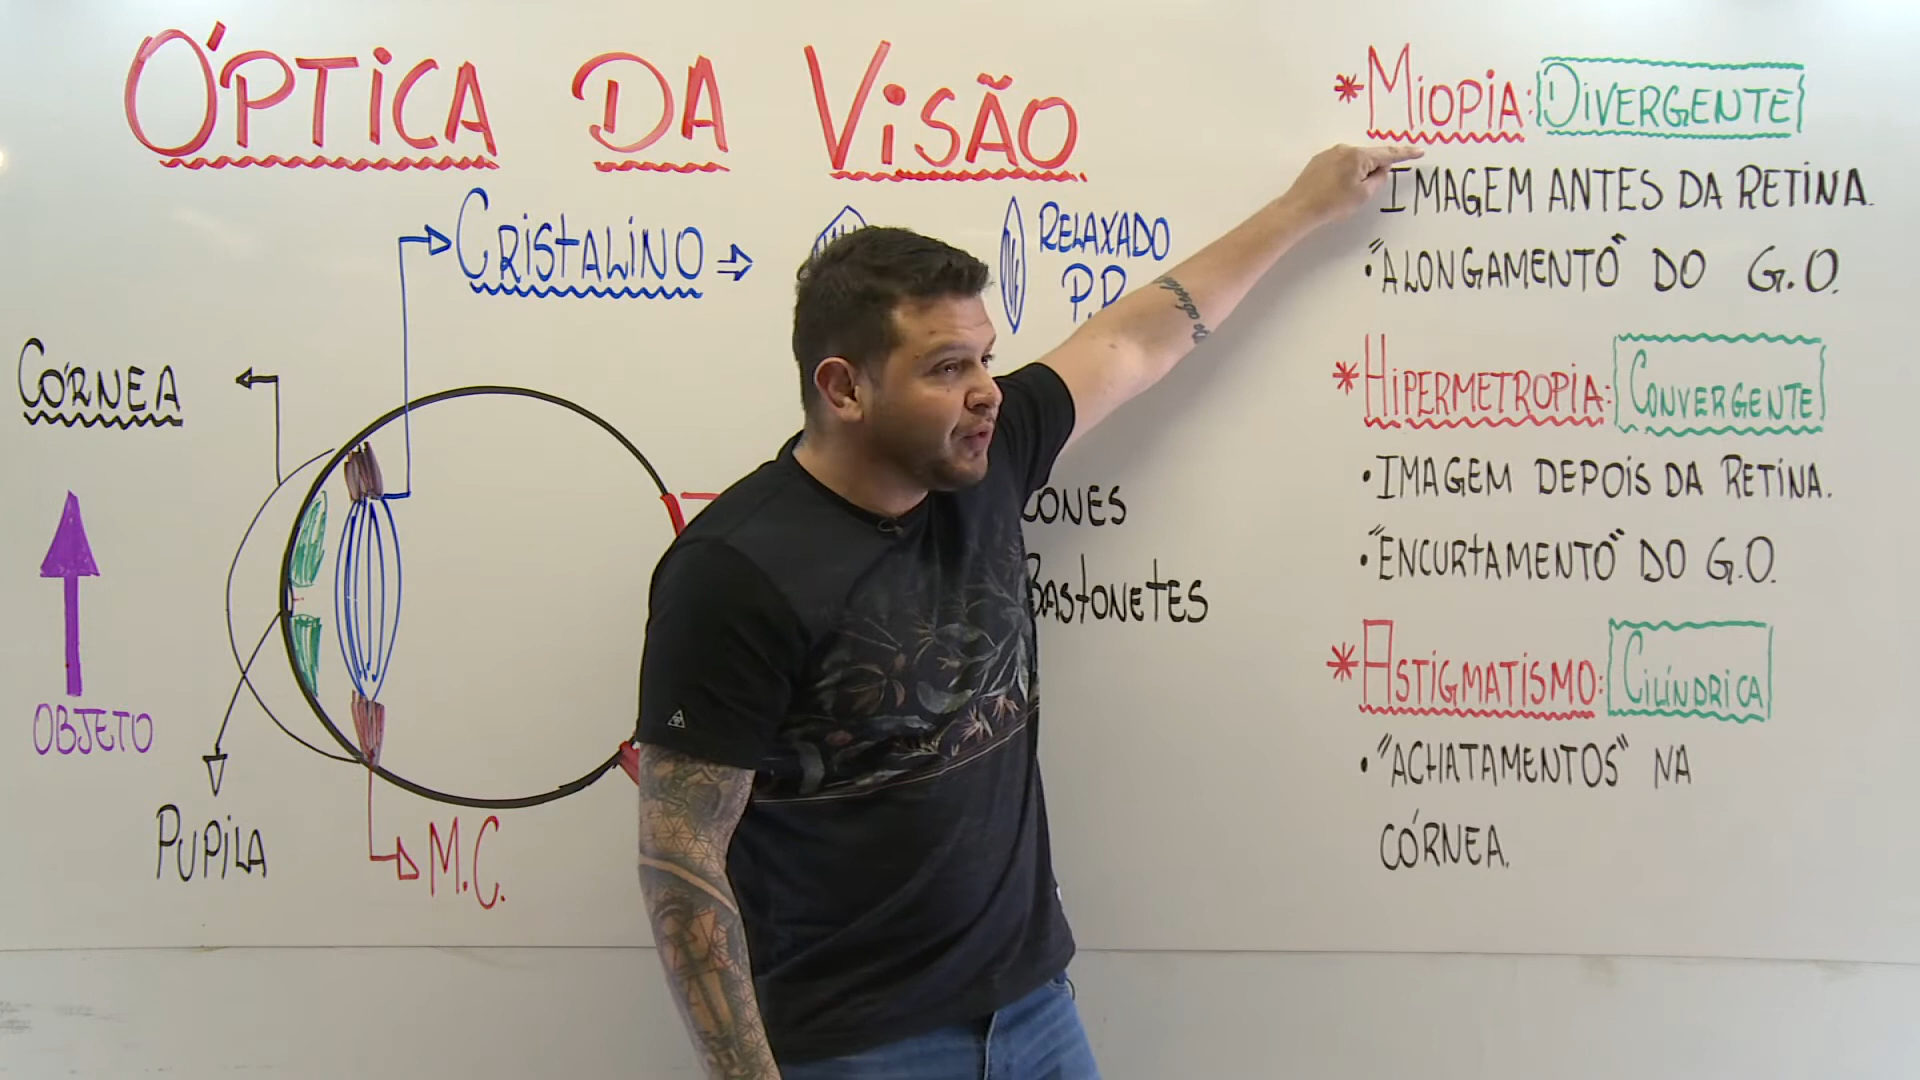 ÓPTICA DA VISÃO
CRISTALINO
RELAXADO
P.P
CÓRNEA
OBJETO
PUPILA
M.C.
CONES
BASTONETES
* MIOPIA: DIVERGENTE
IMAGEM ANTES DA RETINA.
• "ALONGAMENTO" DO G.O.
* HIPERMETROPIA: CONVERGENTE
• IMAGEM DEPOIS DA RETINA.
• "ENCURTAMENTO" DO G.O.
* ASTIGMATISMO: CILÍNDRICA
• "ACHATAMENTOS" NA
CÓRNEA.